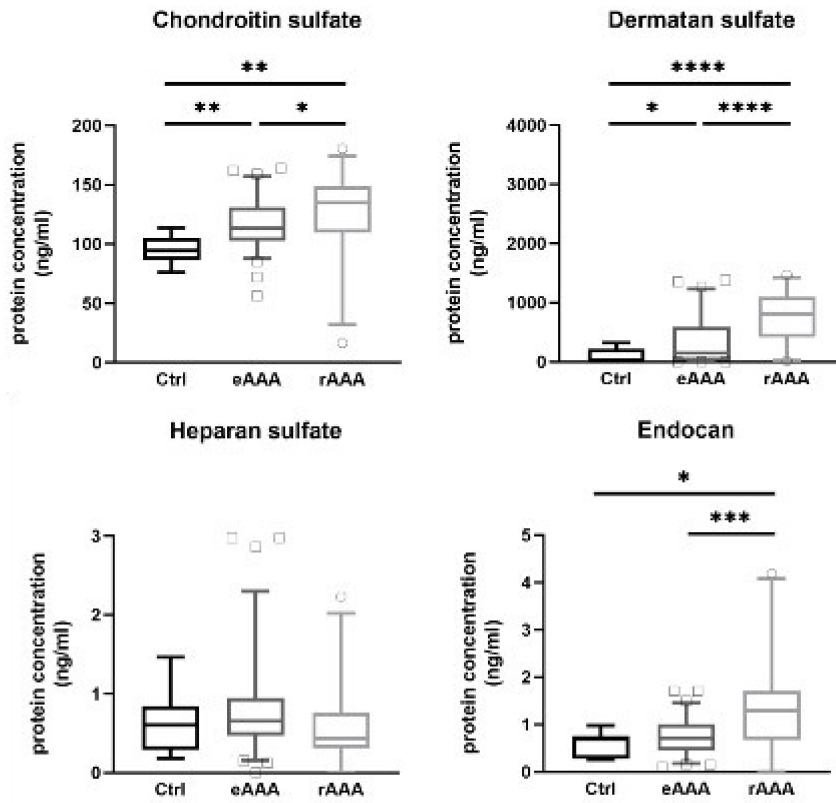 Chondroitin sulfate
**
** *
protein concentration
(ng/ml)
200
150
100
50
0
Ctrl eAAA rAAA
Dermatan sulfate
****
* ****
protein concentration
(ng/ml)
4000
3000
2000
1000
0
Ctrl eAAA rAAA
Heparan sulfate
protein concentration
(ng/ml)
3
2
1
0
Ctrl eAAA rAAA
Endocan
*
***
protein concentration
(ng/ml)
5
4
3
2
1
0
Ctrl eAAA rAAA